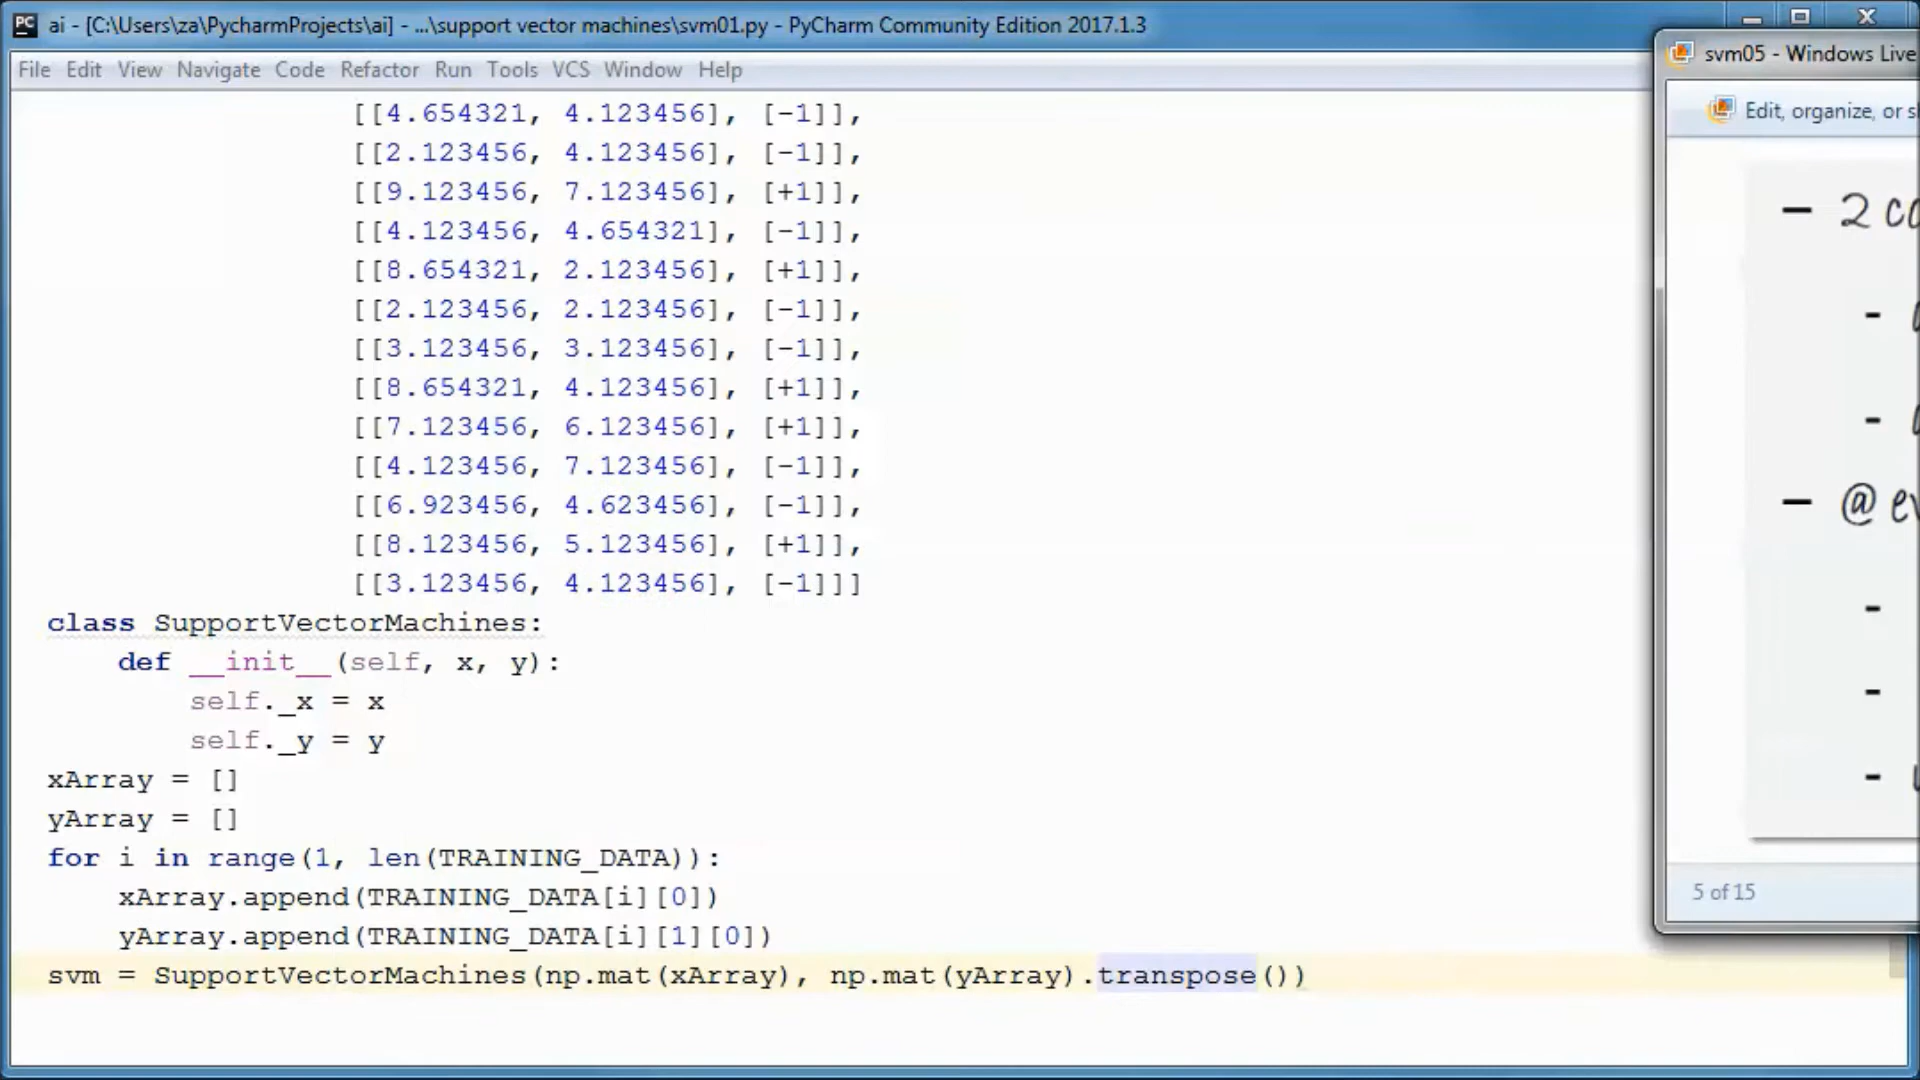 ai - [C:\Users\za\PycharmProjects\ai] - ...\support vector machines\svm01.py - PyCharm Community Edition 2017.1.3
File Edit View Navigate Code Refactor Run Tools VCS Window Help
[[4.654321, 4.123456], [-1]],
[[2.123456, 4.123456], [-1]],
[[9.123456, 7.123456], [+1]],
[[4.123456, 4.654321], [-1]],
[[8.654321, 2.123456], [+1]],
[[2.123456, 2.123456], [-1]],
[[3.123456, 3.123456], [-1]],
[[8.654321, 4.123456], [+1]],
[[7.123456, 6.123456], [+1]],
[[4.123456, 7.123456], [-1]],
[[6.923456, 4.623456], [-1]],
[[8.123456, 5.123456], [+1]],
[[3.123456, 4.123456], [-1]]]
class SupportVectorMachines:
    def __init__(self, x, y):
        self._x = x
        self._y = y
xArray = []
yArray = []
for i in range(1, len(TRAINING_DATA)):
    xArray.append(TRAINING_DATA[i][0])
    yArray.append(TRAINING_DATA[i][1][0])
svm = SupportVectorMachines(np.mat(xArray), np.mat(yArray).transpose())
svm05 - Windows Live
Edit, organize, or
– 2
-
-
– @
-
-
-
5 of 15